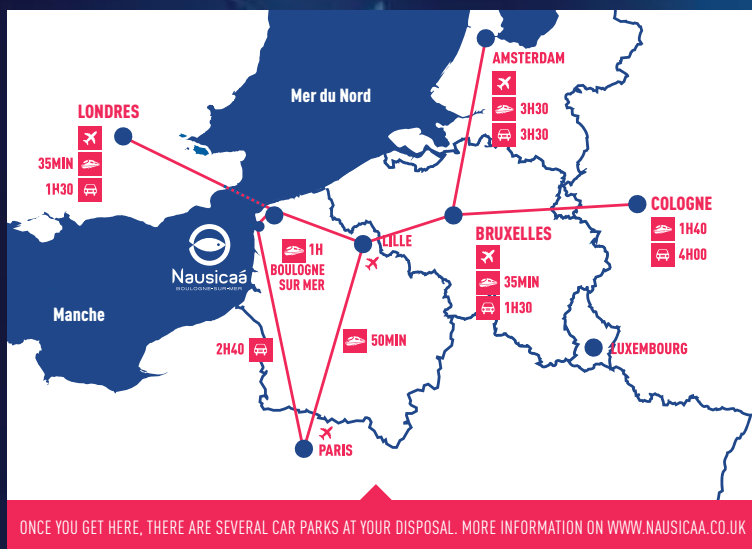 AMSTERDAM
3H30
3H30
Mer du Nord
LONDRES
35MIN
1H30
COLOGNE
1H40
4H00
BRUXELLES
35MIN
1H30
LILLE
1H
BOULOGNE
SUR MER
Nausicaá
BOULOGNE-SUR-MER
Manche
2H40
50MIN
LUXEMBOURG
PARIS
ONCE YOU GET HERE, THERE ARE SEVERAL CAR PARKS AT YOUR DISPOSAL. MORE INFORMATION ON WWW.NAUSICAA.CO.UK